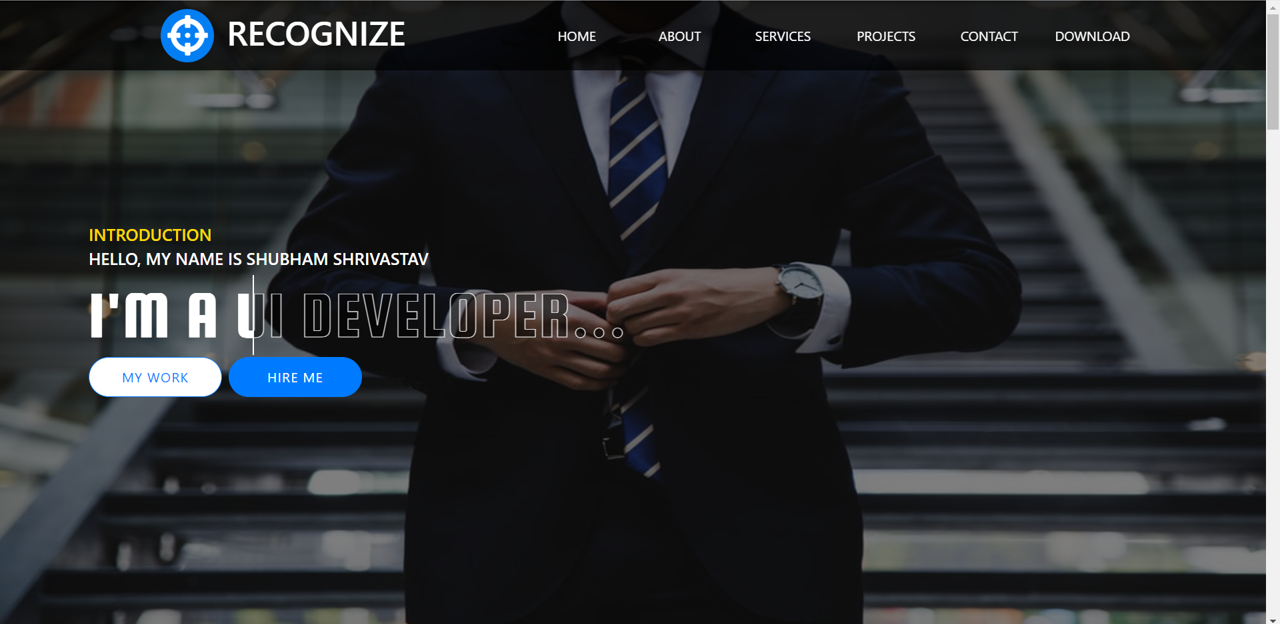 RECOGNIZE
HOME ABOUT SERVICES PROJECTS CONTACT DOWNLOAD
INTRODUCTION
HELLO, MY NAME IS SHUBHAM SHRIVASTAV
I'M A UI DEVELOPER...
MY WORK HIRE ME